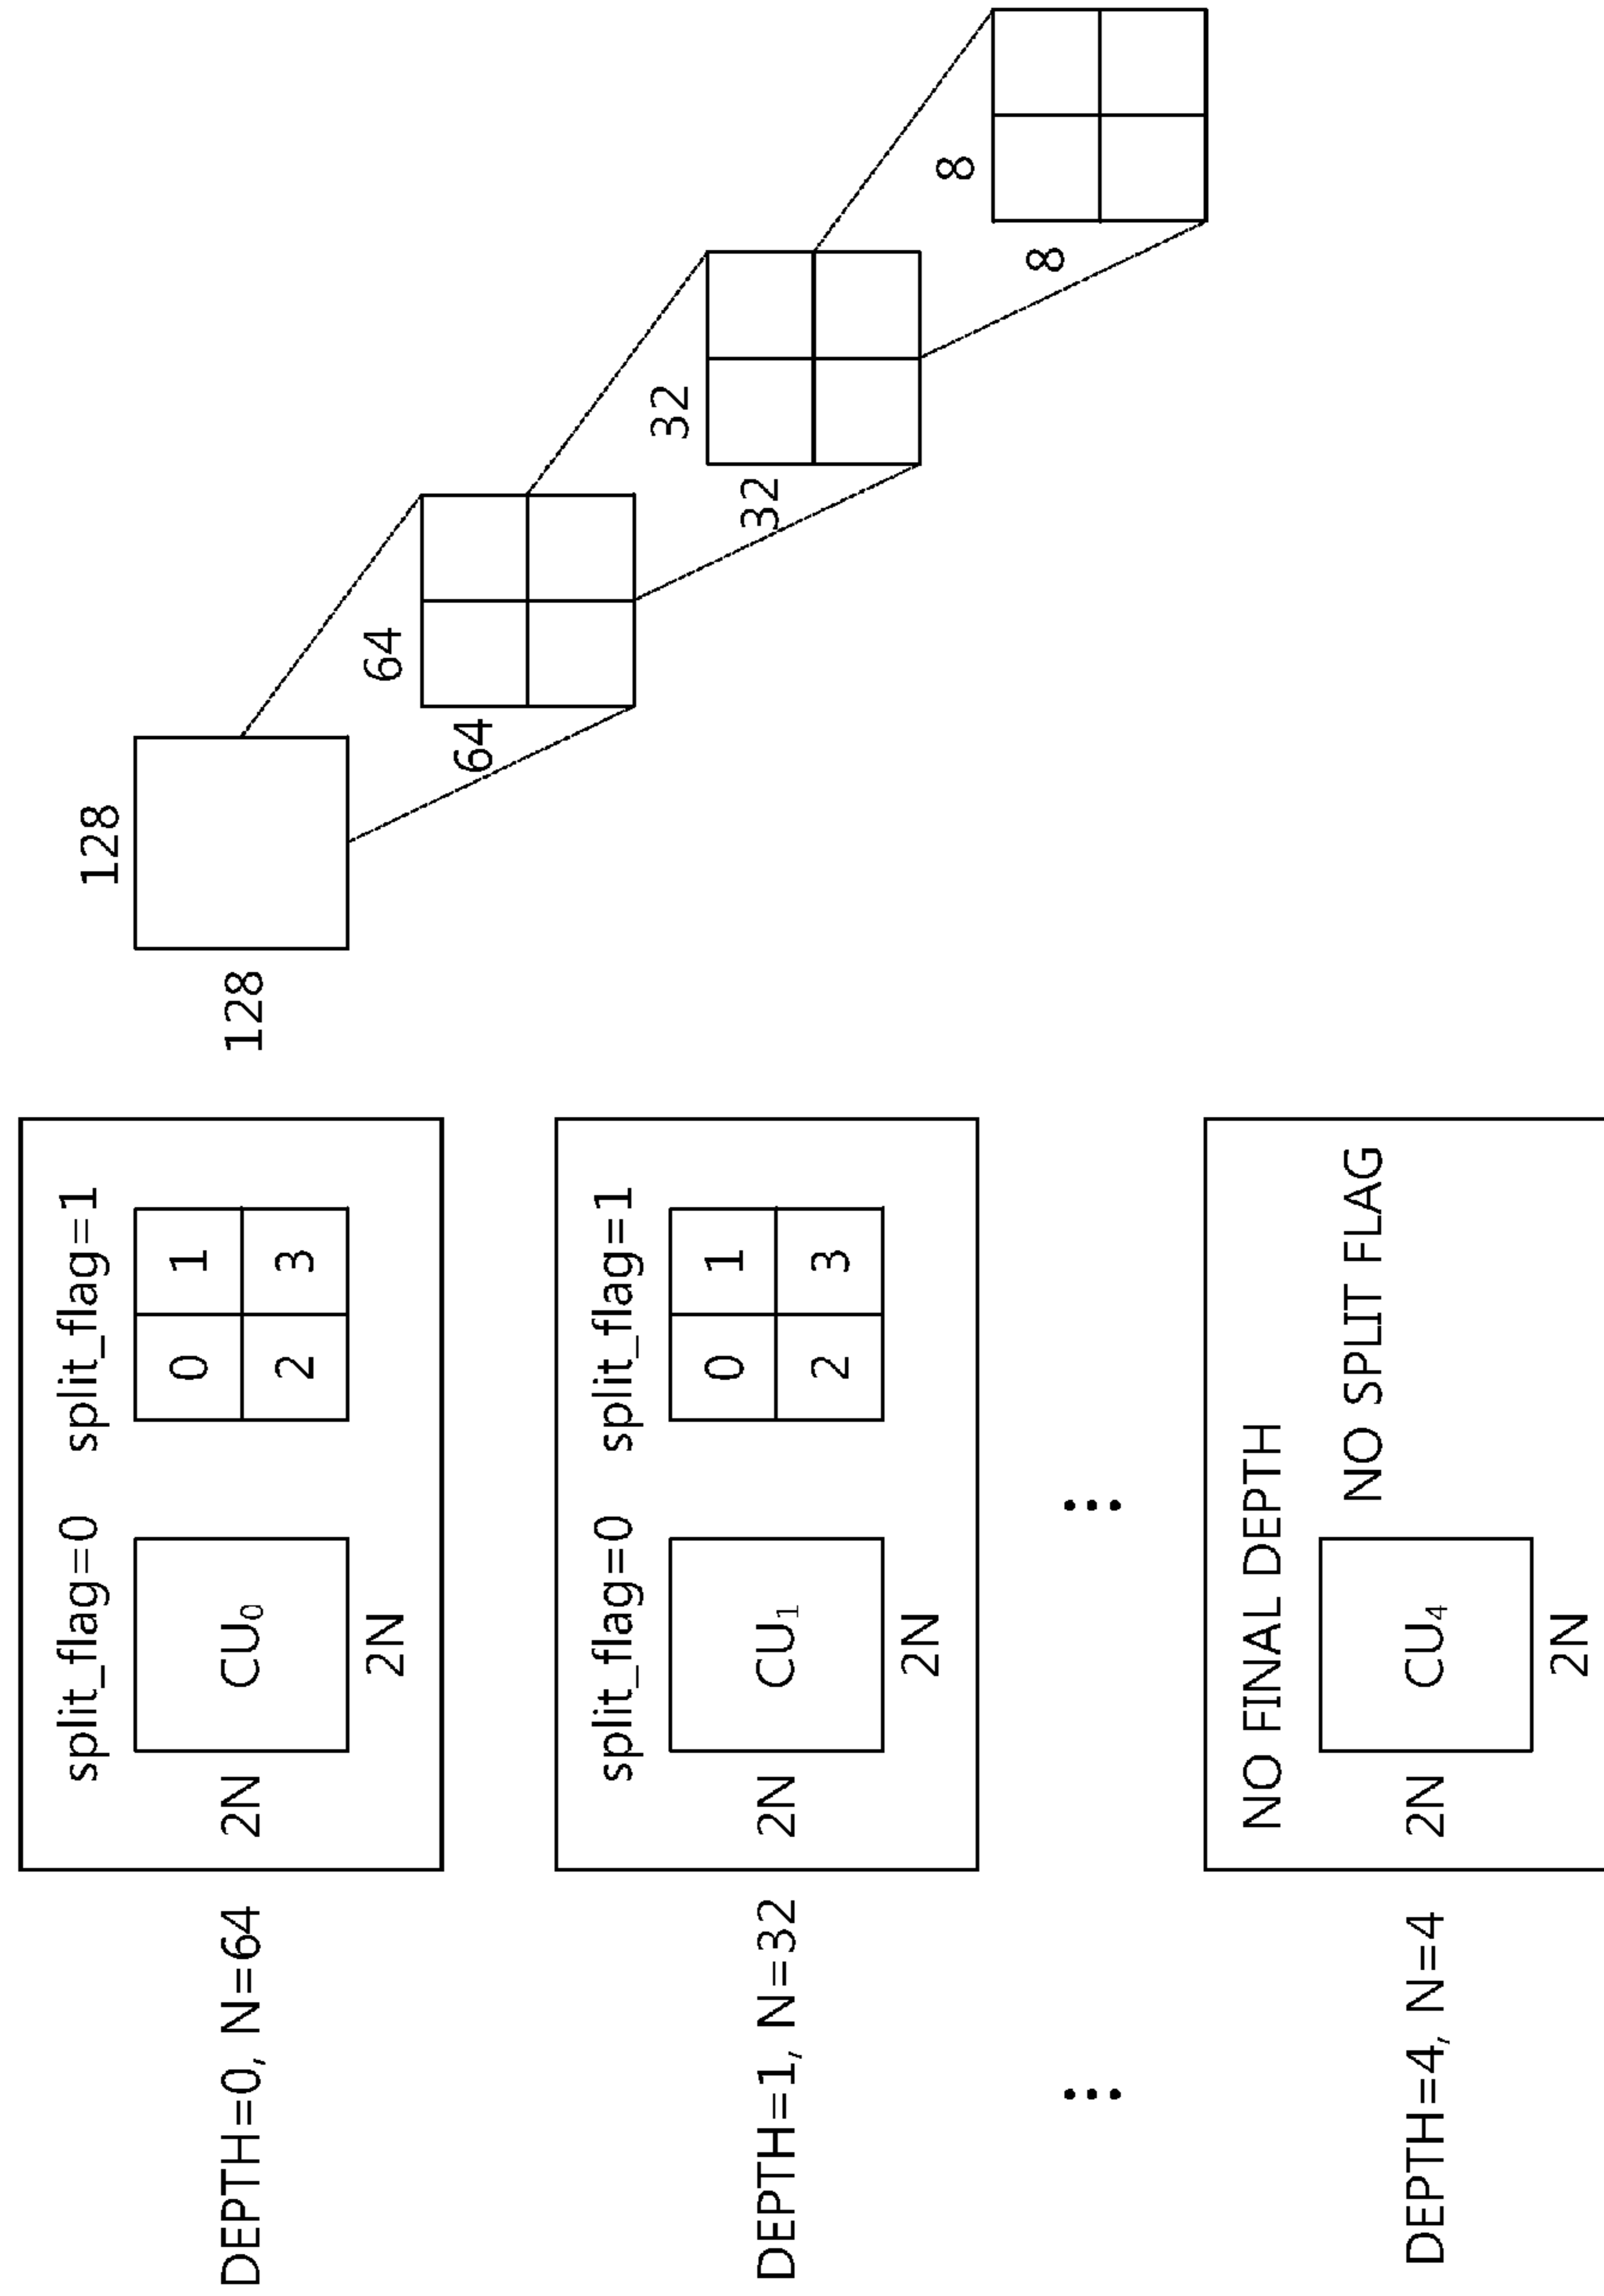 DEPTH=0, N=64
split_flag=0
split_flag=1
2N
CU0
2N
0
1
2
3
128
128
64
64
32
32
8
8
DEPTH=1, N=32
split_flag=0
split_flag=1
2N
CU1
2N
0
1
2
3
DEPTH=4, N=4
NO FINAL DEPTH
NO SPLIT FLAG
2N
CU4
2N